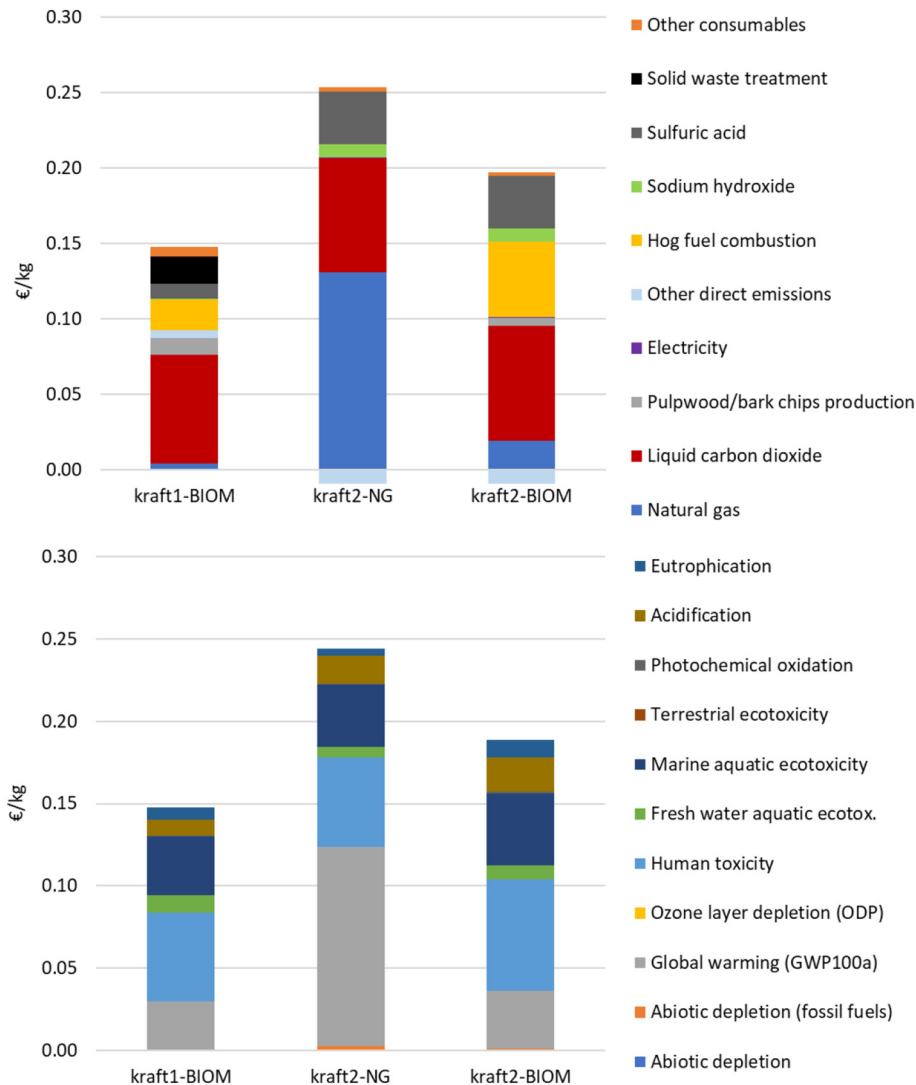 0.30
0.25
0.20
0.15
0.10
0.05
0.00
€/kg
kraft1-BIOM
kraft2-NG
kraft2-BIOM
Other consumables
Solid waste treatment
Sulfuric acid
Sodium hydroxide
Hog fuel combustion
Other direct emissions
Electricity
Pulpwood/bark chips production
Liquid carbon dioxide
Natural gas
0.30
0.25
0.20
0.15
0.10
0.05
0.00
€/kg
kraft1-BIOM
kraft2-NG
kraft2-BIOM
Eutrophication
Acidification
Photochemical oxidation
Terrestrial ecotoxicity
Marine aquatic ecotoxicity
Fresh water aquatic ecotox.
Human toxicity
Ozone layer depletion (ODP)
Global warming (GWP100a)
Abiotic depletion (fossil fuels)
Abiotic depletion